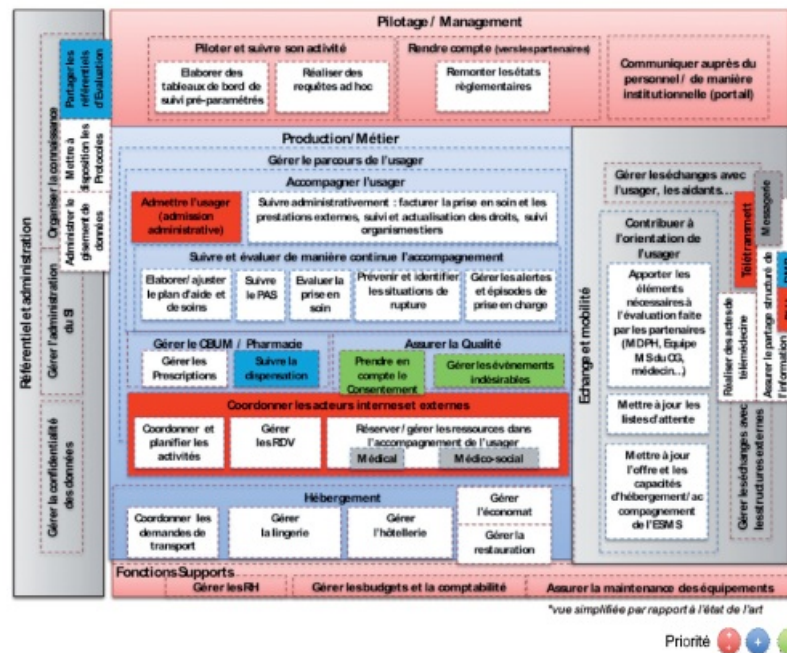 Pilotage / Management
Piloter et suivre son activité
Elaborer des
tableaux de bord de
suivi pré-paramétrés
Réaliser des
requêtes ad hoc
Rendre compte (vers les partenaires)
Remonter les états
règlementaires
Communiquer auprès du
personnel / de manière
institutionnelle (portail)
Référentiel et administration
Organiser la connaissance
Partager les
référentiels
d'Evaluation
Mettre à
disposition les
Protocoles
Administrer le
gisement de
données
Gérer l'administration
du SI
Gérer la confidentialité
des données
Production/ Métier
Gérer le parcours de l'usager
Accompagner l'usager
Admettre l'usager
(admission
administrative)
Suivre administrativement : facturer la prise en soin et les
prestations externes, suivi et actualisation des droits, suivi
organismes tiers
Suivre et évaluer de manière continue l'accompagnement
Elaborer/ ajuster
le plan d'aide et
de soins
Suivre
le PAS
Evaluer la
prise en
soin
Prévenir et identifier
les situations de
rupture
Gérer les alertes
et épisodes de
prise en charge
Gérer le CBUM / Pharmacie
Gérer les
Prescriptions
Suivre la
dispensation
Assurer la Qualité
Prendre en
compte le
Consentement
Gérer les évènements
indésirables
Coordonner les acteurs internes et externes
Coordonner et
planifier les
activités
Gérer
les RDV
Réserver / gérer les ressources dans
l'accompagnement de l'usager
Médical
Médico-social
Hébergement
Coordonner les
demandes de
transport
Gérer
la lingerie
Gérer
l'hôtellerie
Gérer
l'économat
Gérer la
restauration
Echange et mobilité
Gérer les échanges avec
l'usager, les aidants...
Contribuer à
l'orientation de
l'usager
Apporter les
éléments
nécessaires à
l'évaluation faite
par les partenaires
(MDPH, Equipe
MS du CG,
médecin...)
Mettre à jour les
listes d'attente
Mettre à jour
l'offre et les
capacités
d'hébergement/ ac
compagnement
de l'ESMS
Gérer les échanges avec
les structures externes
Réaliser des actes de
télémédecine
Télétransmett
Assurer le partage structuré de
l'information
Messagerie
Fonctions Supports
Gérer les RH
Gérer les budgets et la comptabilité
Assurer la maintenance des équipements
*vue simplifiée par rapport à l'état de l'art
Priorité
+